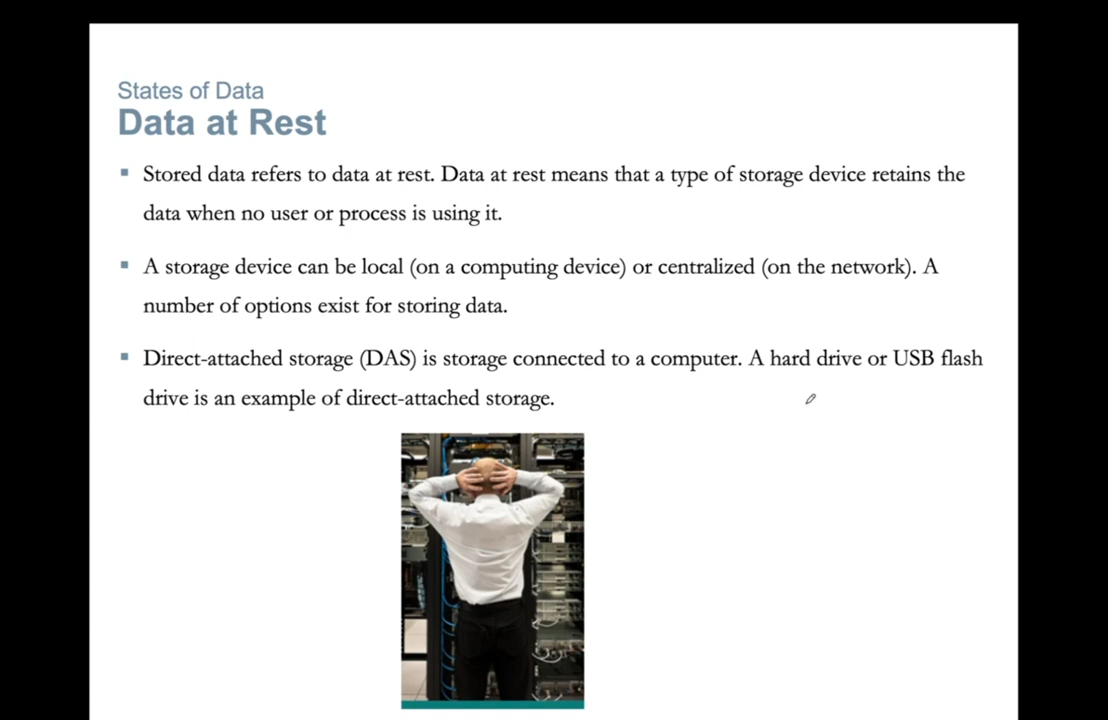 States of Data
Data at Rest
▪ Stored data refers to data at rest. Data at rest means that a type of storage device retains the
data when no user or process is using it.
▪ A storage device can be local (on a computing device) or centralized (on the network). A
number of options exist for storing data.
▪ Direct-attached storage (DAS) is storage connected to a computer. A hard drive or USB flash
drive is an example of direct-attached storage.